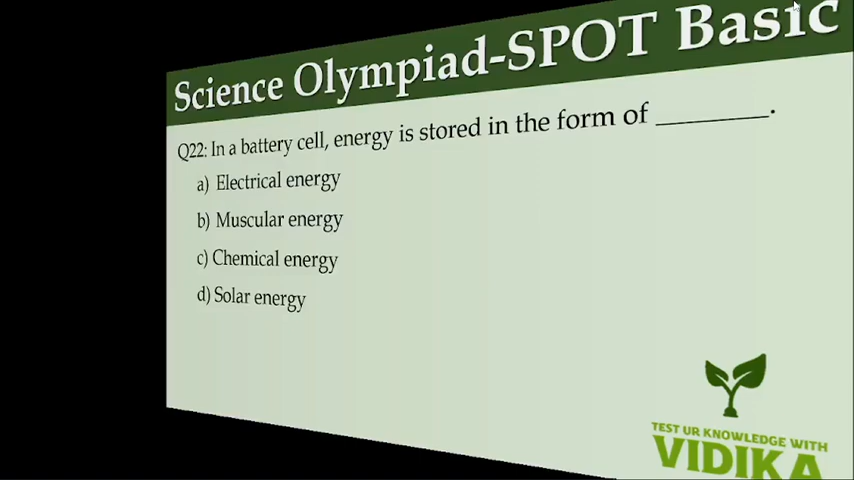 Science Olympiad-SPOT Basic
Q22: In a battery cell, energy is stored in the form of ________.
a) Electrical energy
b) Muscular energy
c) Chemical energy
d) Solar energy
TEST UR KNOWLEDGE WITH
VIDIKA